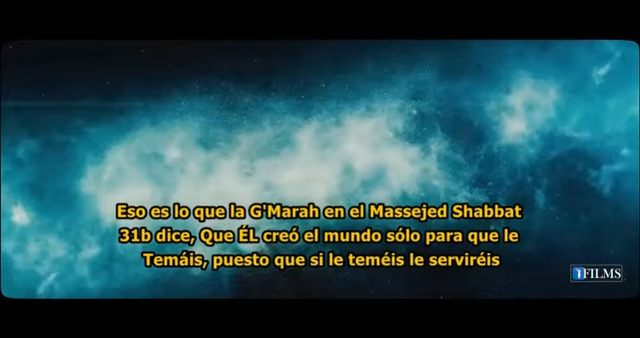 Eso es lo que la G'Marah en el Massejed Shabbat
31b dice, Que ÉL creó el mundo sólo para que le
Temáis, puesto que si le teméis le serviréis
1FILMS